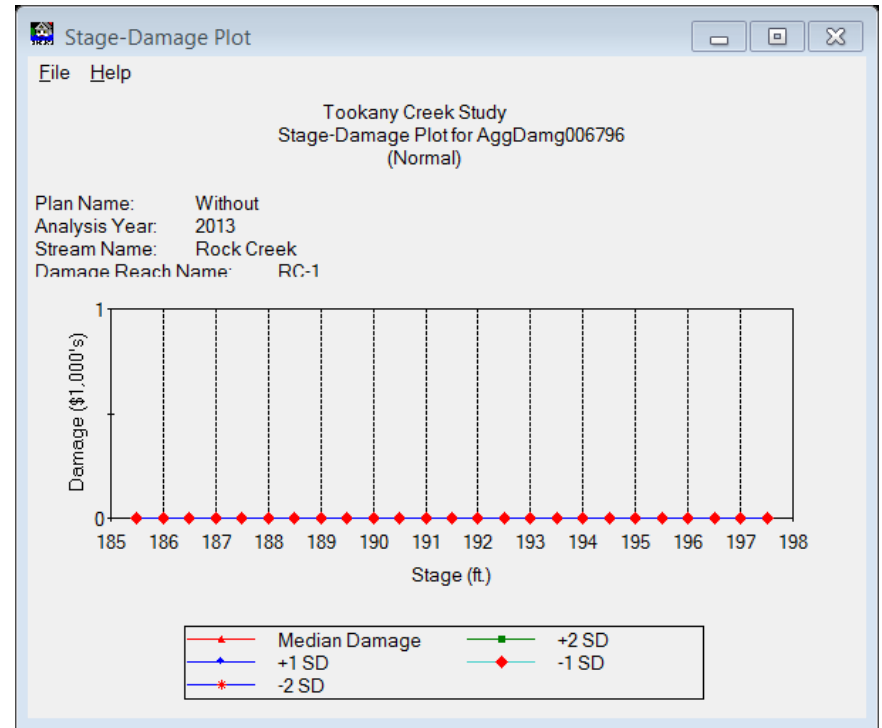 Stage-Damage Plot
File Help
Tookany Creek Study
Stage-Damage Plot for AggDamg006796
(Normal)
Plan Name: Without
Analysis Year: 2013
Stream Name: Rock Creek
Damage Reach Name: RC-1
1
Damage ($1,000's)
0
185 186 187 188 189 190 191 192 193 194 195 196 197 198
Stage (ft.)
Median Damage +2 SD
+1 SD -1 SD
-2 SD